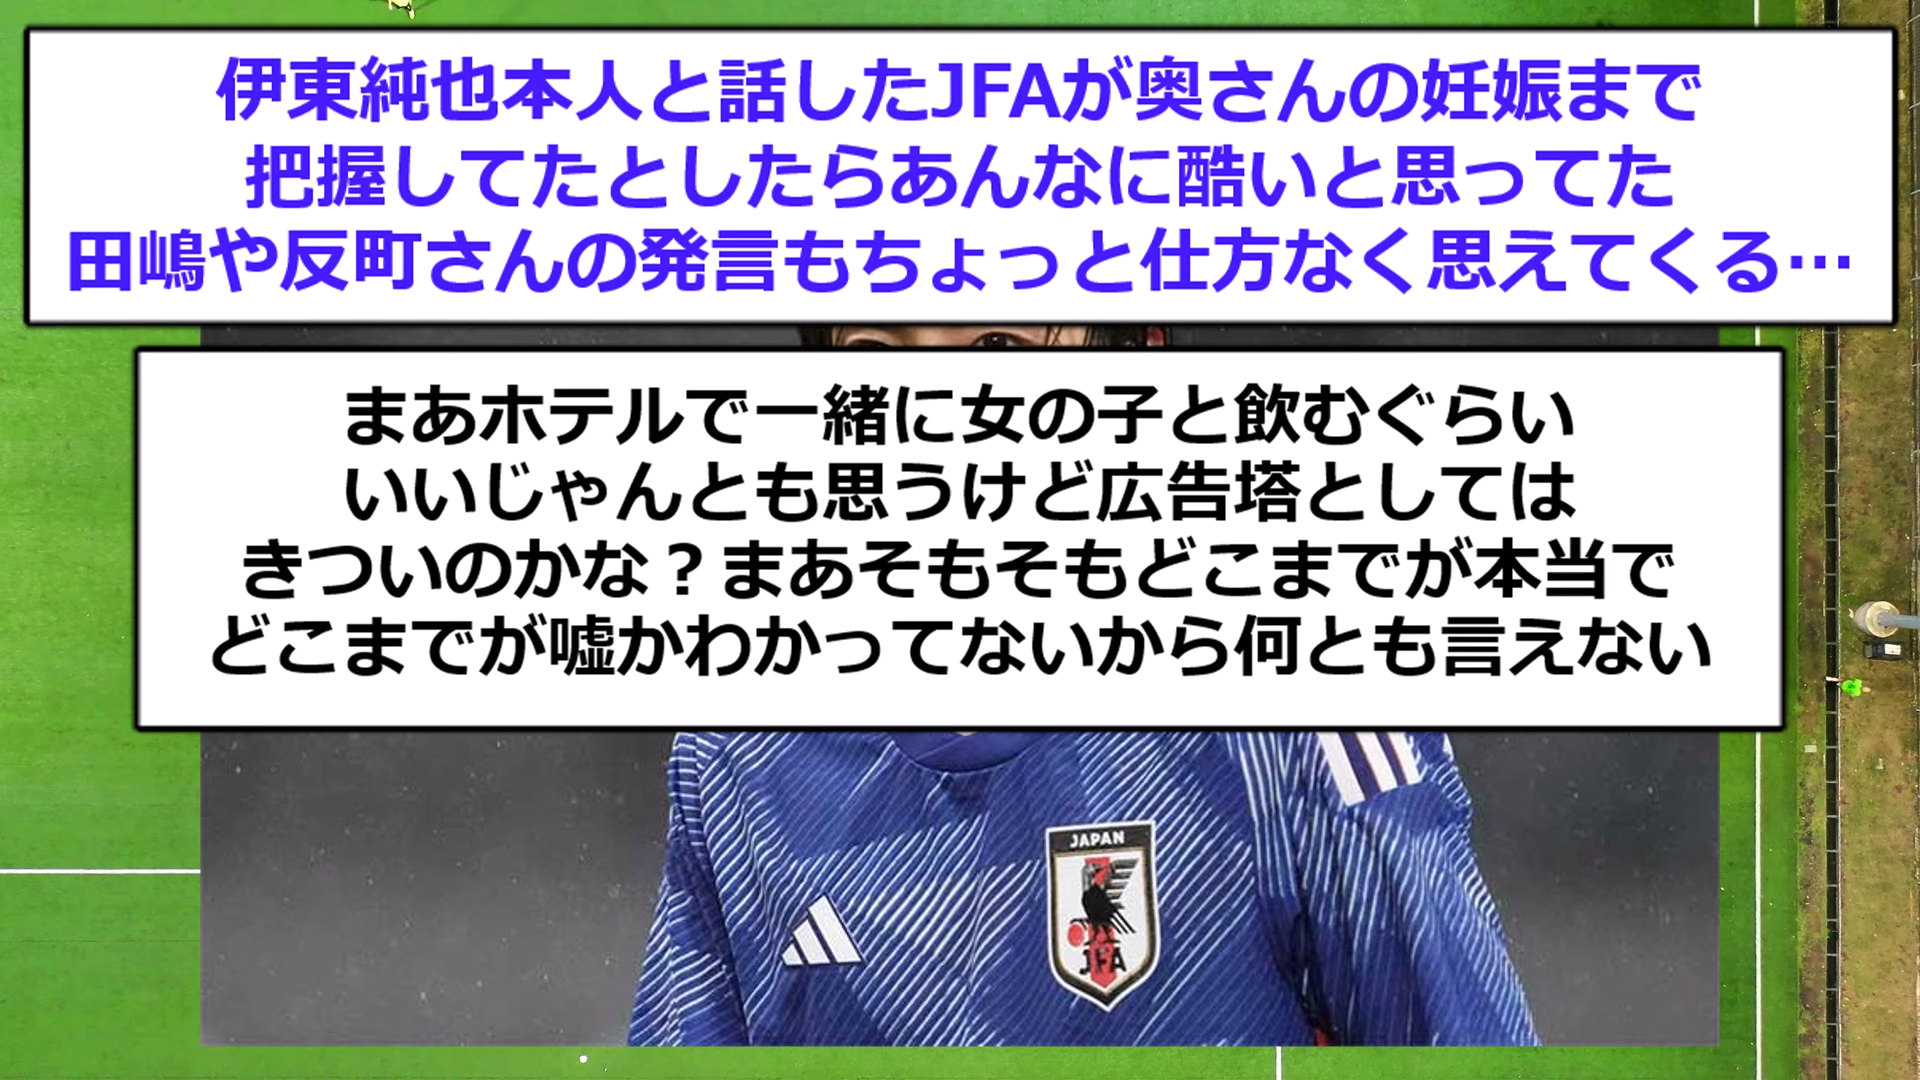 伊東純也本人と話したJFAが奥さんの妊娠まで
把握してたとしたらあんなに酷いと思ってた
田嶋や反町さんの発言もちょっと仕方なく思えてくる…
まあホテルで一緒に女の子と飲むぐらい
いいじゃんとも思うけど広告塔としては
きついのかな？まあそもそもどこまでが本当で
どこまでが嘘かわかってないから何とも言えない
JAPAN
JFA